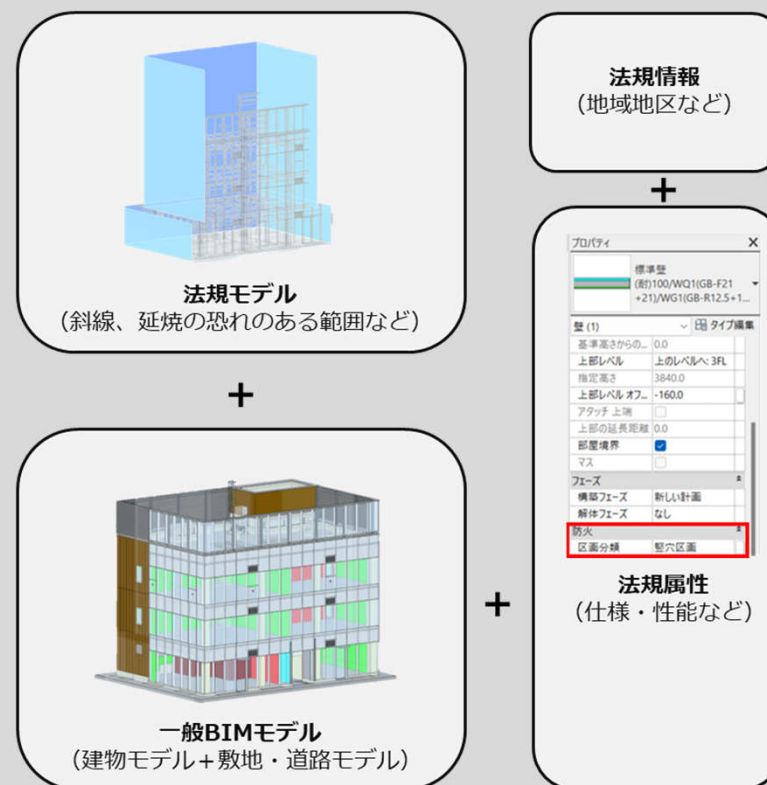 法規モデル
（斜線、延焼の恐れのある範囲など）
+
一般BIMモデル
（建物モデル＋敷地・道路モデル）
+
法規情報
（地域地区など）
+
プロパティ
X
標準壁
(耐)100/WQ1(GB-F21
+21)/WG1(GB-R12.5+1...
壁 (1)
タイプ編集
基準高さからの... 0.0
上部レベル 上のレベルへ: 3FL
指定高さ 3840.0
上部レベル オフ... -160.0
アタッチ 上端
上部の延長距離 0.0
部屋境界
マス
フェーズ
構築フェーズ 新しい計画
解体フェーズ なし
防火
区画分類 竪穴区画
法規属性
（仕様・性能など）